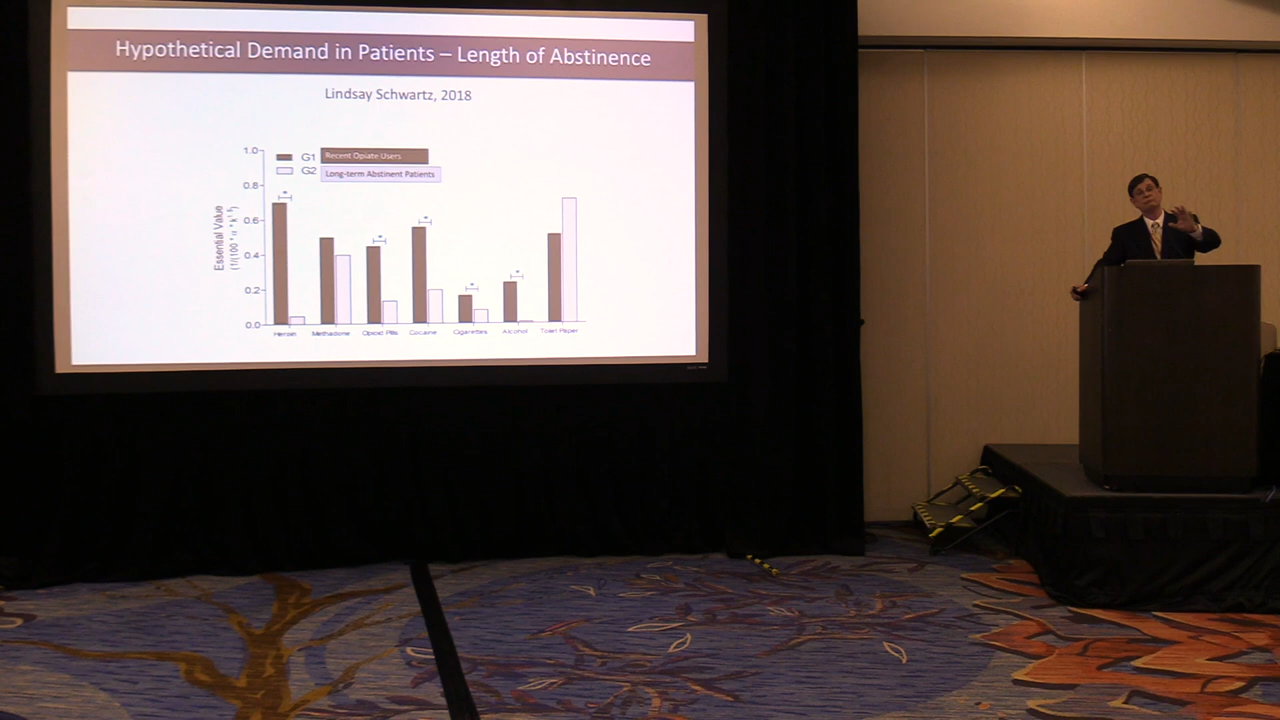 Hypothetical Demand in Patients – Length of Abstinence
Lindsay Schwartz, 2018
G1 Recent Opiate Users
G2 Long-term Abstinent Patients
1.0
0.8
0.6
0.4
0.2
0.0
Essential Value
Heroin Methadone Opioid Pills Cocaine Cigarettes Alcohol Toilet Paper